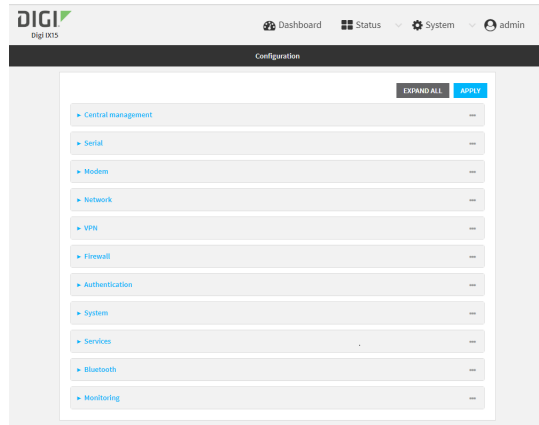 DIGI
Digi IX15
Dashboard Status System admin
Configuration
EXPAND ALL APPLY
Central management
Serial
Modem
Network
VPN
Firewall
Authentication
System
Services
Bluetooth
Monitoring